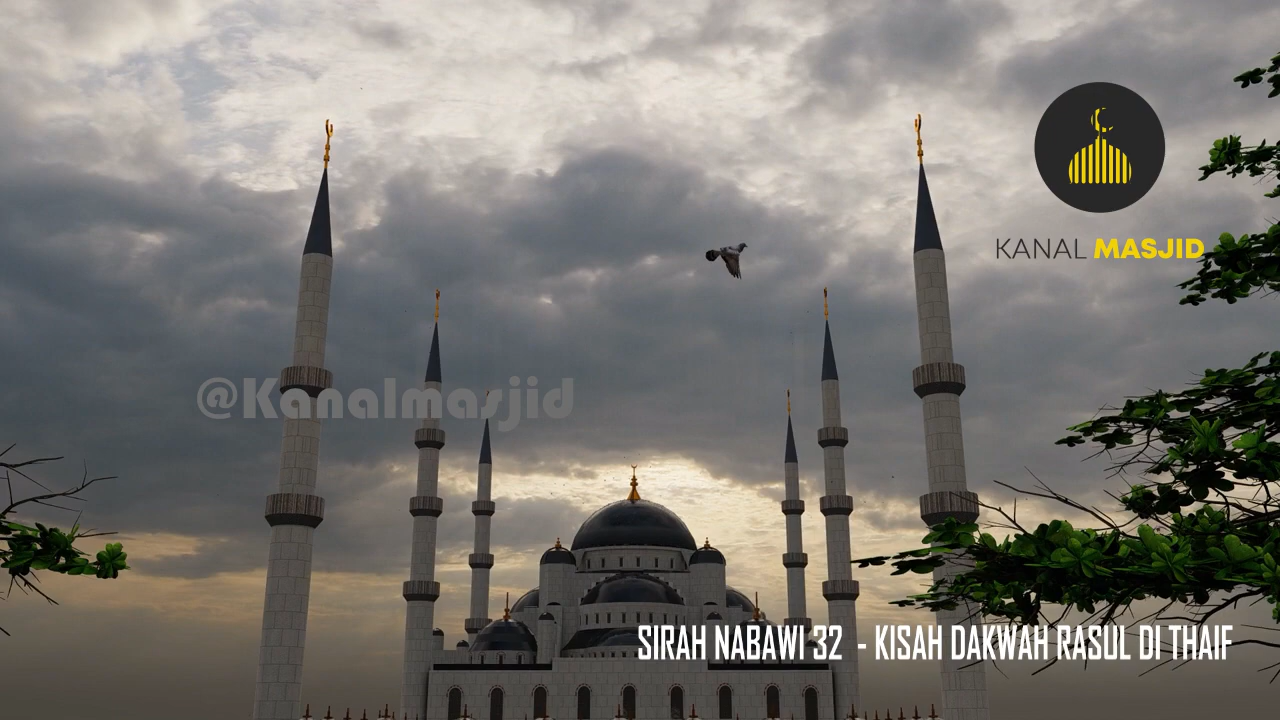 KANAL MASJID
@Kanalmasjid
SIRAH NABAWI 32 - KISAH DAKWAH RASUL DI THAIF